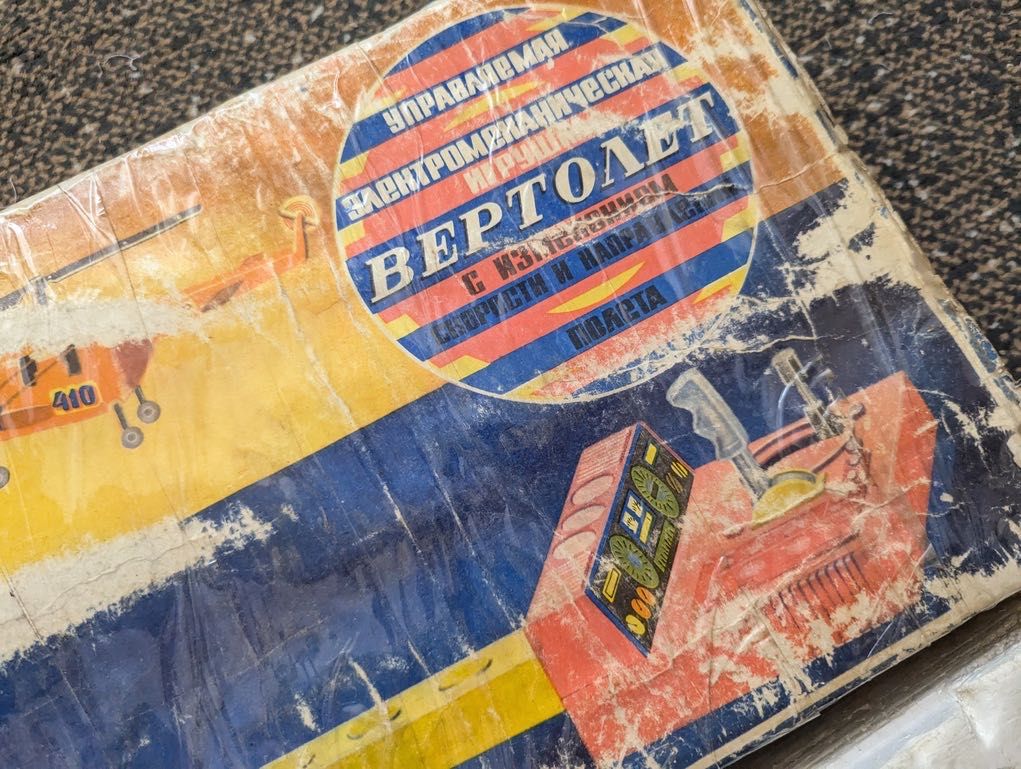 УПРАВЛЯЕМАЯ
ЭЛЕКТРОМЕХАНИЧЕСКАЯ
ИГРУШКА
ВЕРТОЛЕТ
С ИЗМЕНЕНИЕМ
СКОРОСТИ И НАПРАВЛЕНИЯ
ПОЛЕТА
410